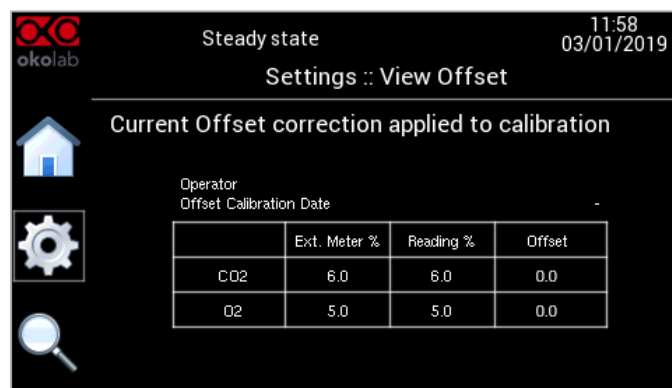 Steady state
11:58
03/01/2019
okolab
Settings :: View Offset
Current Offset correction applied to calibration
Operator
Offset Calibration Date -
Ext. Meter % Reading % Offset
CO2 6.0 6.0 0.0
O2 5.0 5.0 0.0